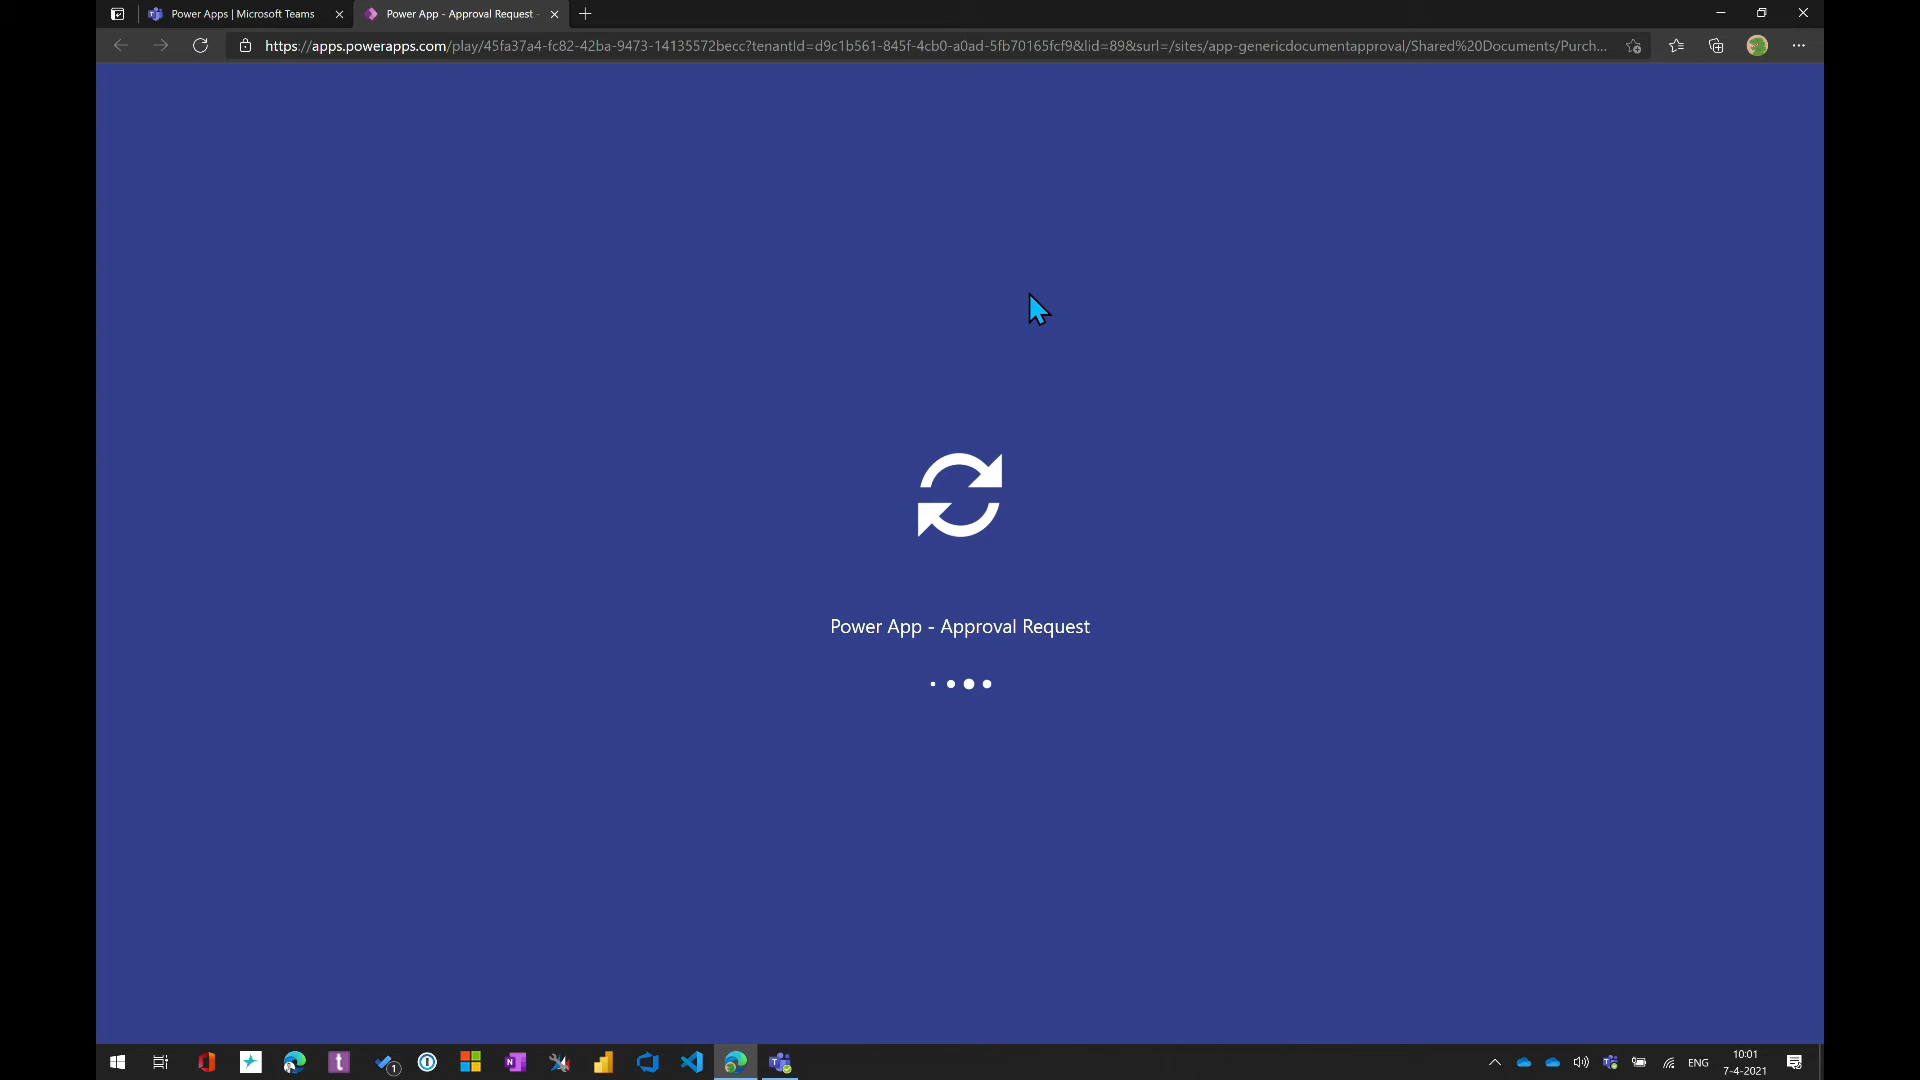 Power Apps | Microsoft Teams
Power App - Approval Request -
https://apps.powerapps.com/play/45fa37a4-fc82-42ba-9473-14135572becc?tenantId=d9c1b561-845f-4cb0-a0ad-5fb70165fcf9&lid=89&surl=/sites/app-genericdocumentapproval/Shared%20Documents/Purch...
Power App - Approval Request
1
ENG
10:01
7-4-2021